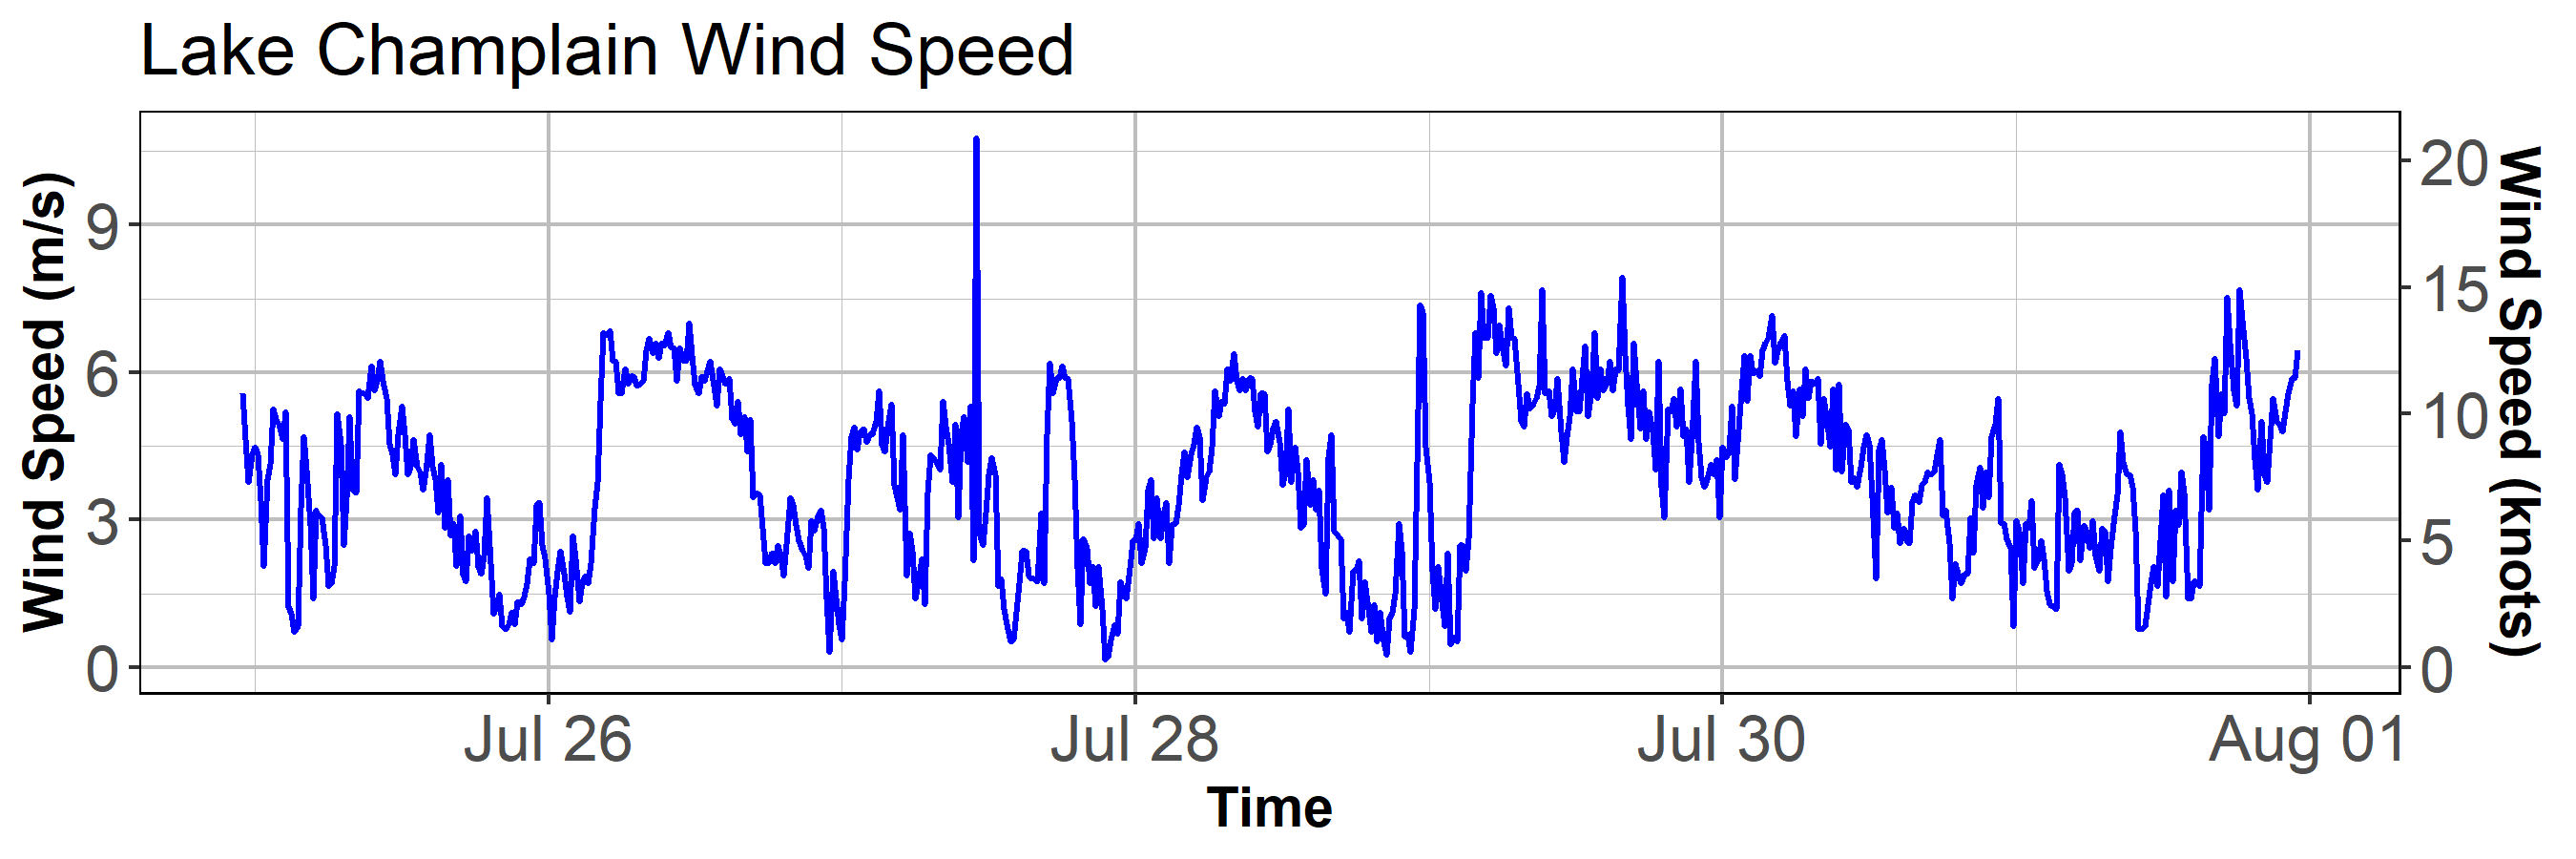 Lake Champlain Wind Speed
Wind Speed (m/s)
9
6
3
0
20
15
10
5
0
Wind Speed (knots)
Jul 26
Jul 28
Jul 30
Aug 01
Time